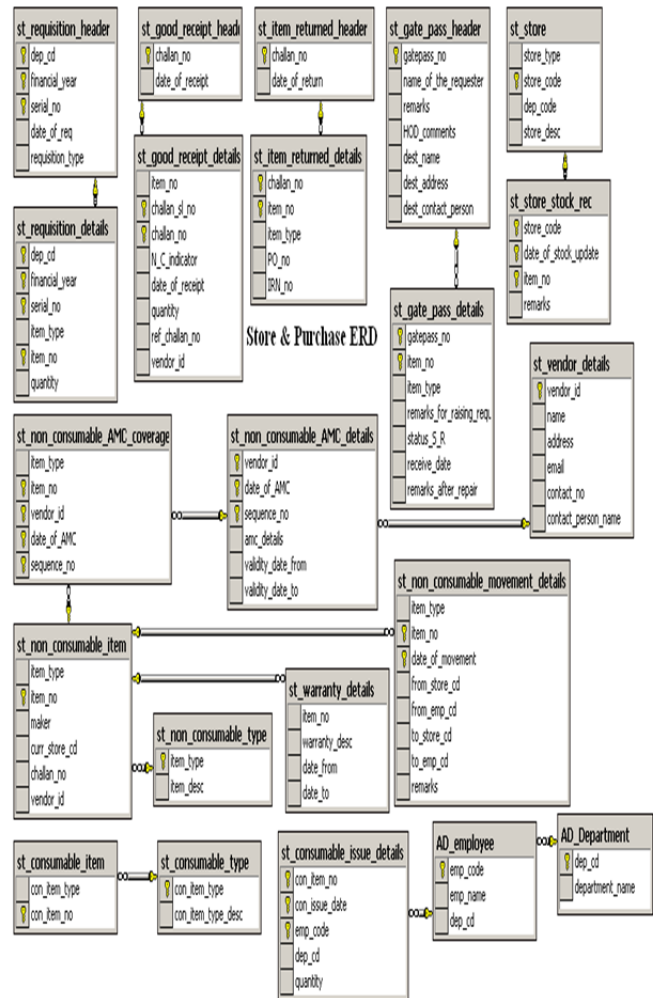 st_requisition_header
dep_cd
financial_year
serial_no
date_of_req
requisition_type
st_good_receipt_head
challan_no
date_of_receipt
st_item_returned_header
challan_no
date_of_return
st_gate_pass_header
gatepass_no
name_of_the_requester
remarks
HOD_comments
dest_name
dest_address
dest_contact_person
st_store
store_type
store_code
dep_code
store_desc
st_good_receipt_details
item_no
challan_sl_no
challan_no
N_C_indicator
date_of_receipt
quantity
ref_challan_no
vendor_id
st_item_returned_details
challan_no
item_no
item_type
PO_no
IRN_no
st_store_stock_rec
store_code
date_of_stock_update
item_no
remarks
st_requisition_details
dep_cd
financial_year
serial_no
item_type
item_no
quantity
Store & Purchase ERD
st_gate_pass_details
gatepass_no
item_no
item_type
remarks_for_raising_requ
status_S_R
receive_date
remarks_after_repair
st_vendor_details
vendor_id
name
address
email
contact_no
contact_person_name
st_non_consumable_AMC_coverage
item_type
item_no
vendor_id
date_of_AMC
sequence_no
st_non_consumable_AMC_details
vendor_id
date_of_AMC
sequence_no
amc_details
validity_date_from
validity_date_to
st_non_consumable_movement_details
item_type
item_no
date_of_movement
from_store_cd
from_emp_cd
to_store_cd
to_emp_cd
remarks
st_non_consumable_item
item_type
item_no
maker
curr_store_cd
challan_no
vendor_id
st_warranty_details
item_no
warranty_desc
date_from
date_to
st_non_consumable_type
item_type
item_desc
st_consumable_item
con_item_type
con_item_no
st_consumable_type
con_item_type
con_item_type_desc
st_consumable_issue_details
con_item_no
con_issue_date
emp_code
dep_cd
quantity
AD_employee
emp_code
emp_name
dep_cd
AD_Department
dep_cd
department_name